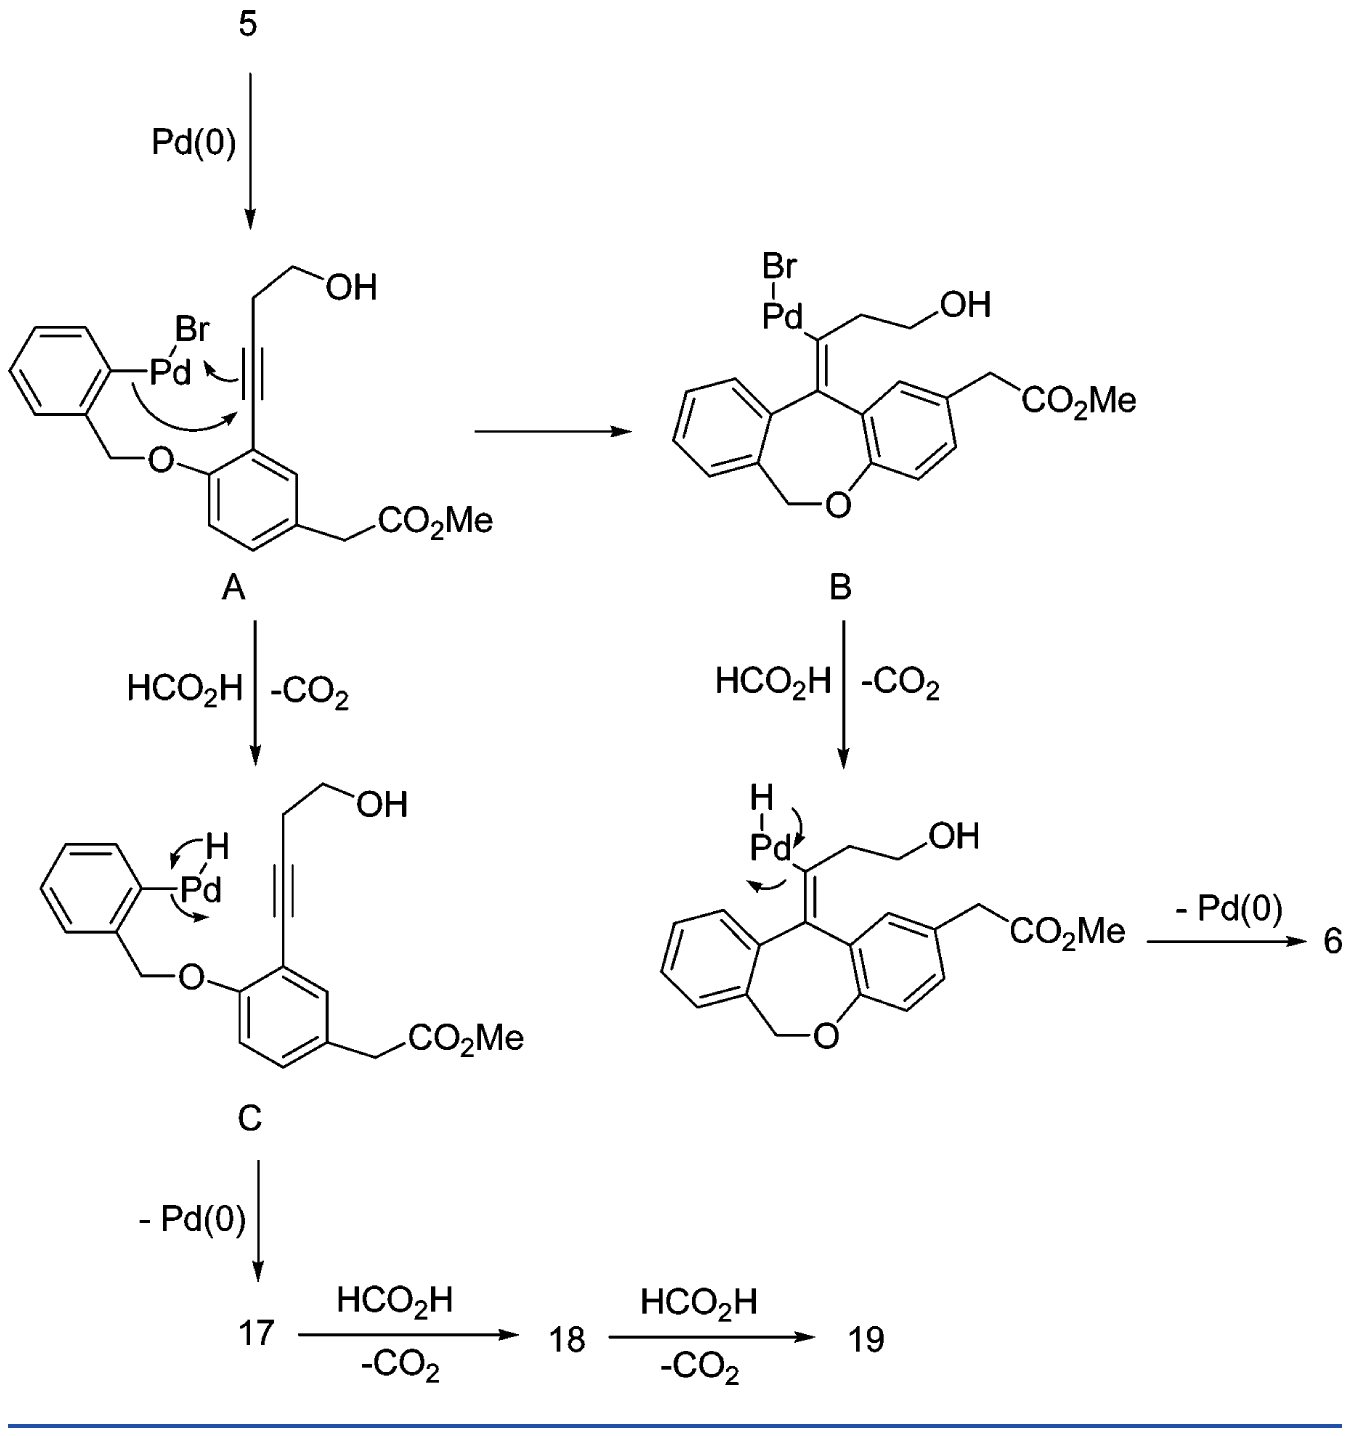 5
Pd(0)
OH
Br
Pd
O
CO2Me
A
Br
Pd
OH
CO2Me
O
B
HCO2H -CO2
HCO2H -CO2
OH
H
Pd
O
CO2Me
C
H
Pd
OH
CO2Me
O
- Pd(0)
6
- Pd(0)
17
HCO2H
-CO2
18
HCO2H
-CO2
19